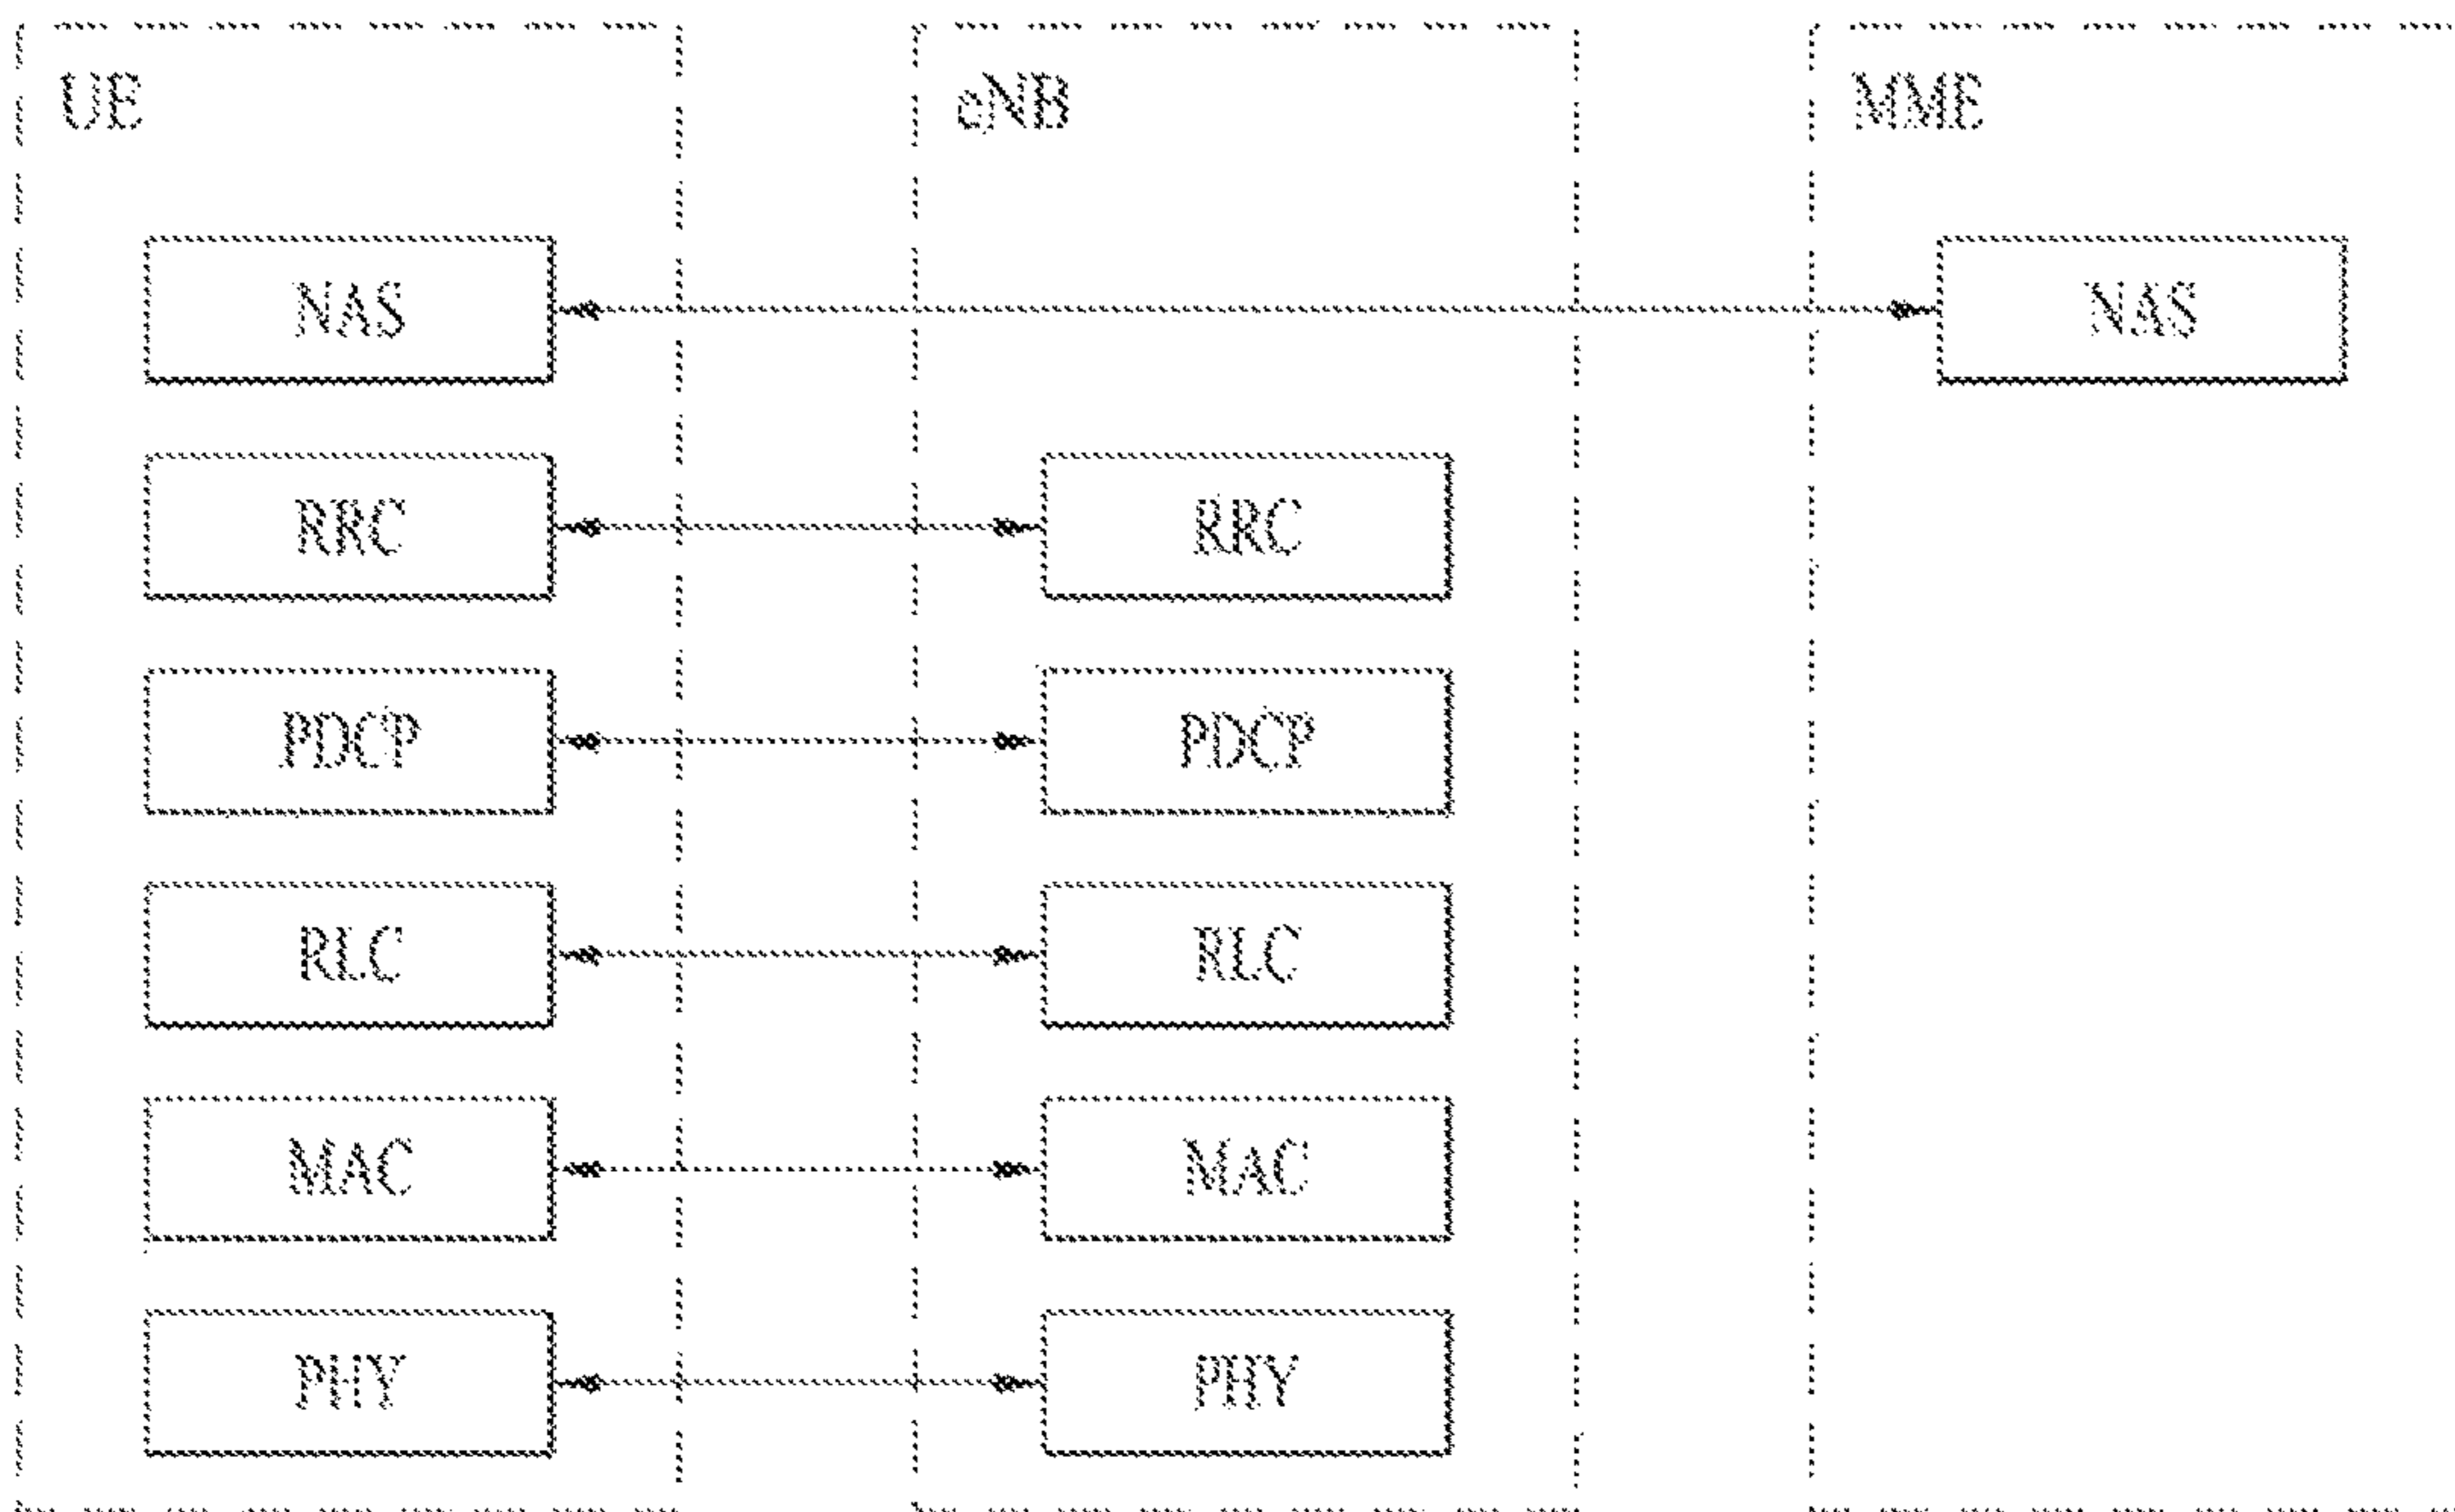 UE eNB MME
NAS NAS
RRC RRC
PDCP PDCP
RLC RLC
MAC MAC
PHY PHY